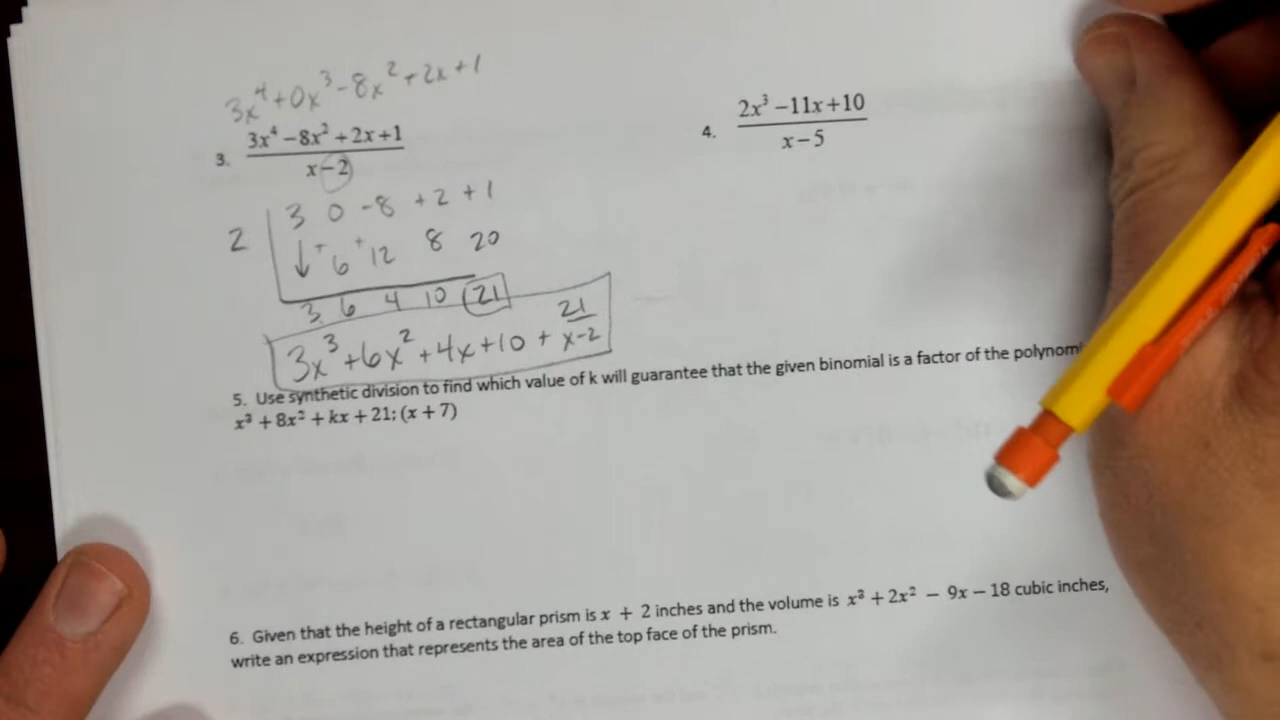 3x⁴+0x³-8x²+2x+1
3. 3x⁴ −8x² +2x+1
x−2
2 3 0 -8 +2 +1
↓ + 6 + 12 8 20
3 6 4 10 21
3x³+6x²+4x+10 + 21/x-2
4. 2x³ −11x+10
x−5
5. Use synthetic division to find which value of k will guarantee that the given binomial is a factor of the
x³ + 8x² + kx + 21; (x + 7)
6. Given that the height of a rectangular prism is x + 2 inches and the volume is x³ + 2x² − 9x − 18 cubic inches,
write an expression that represents the area of the top face of the prism.